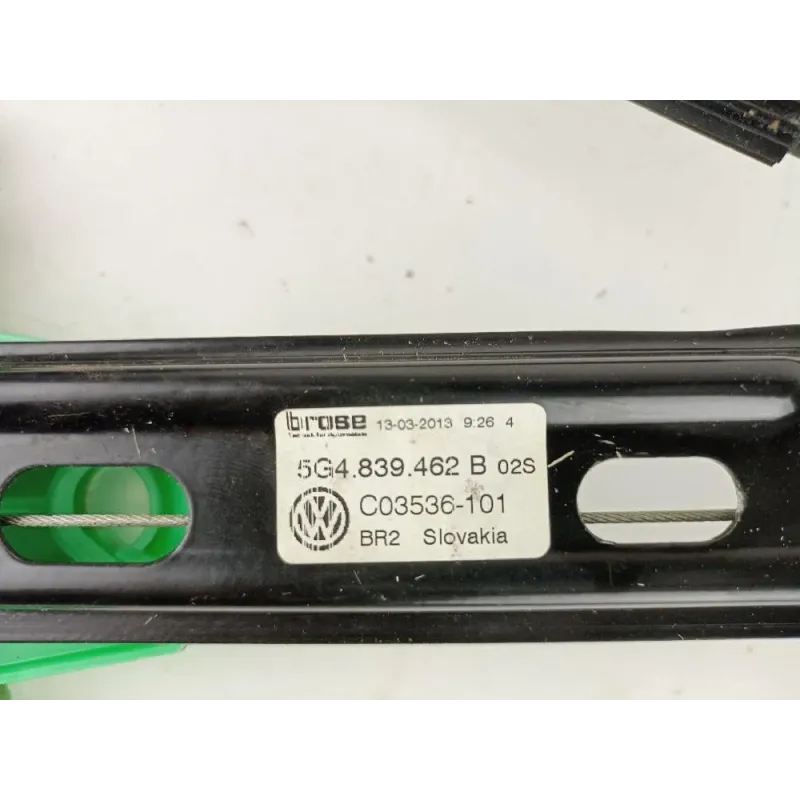 brose 13-03-2013 9:26 4
5G4.839.462 B 02S
C03536-101
BR2 Slovakia